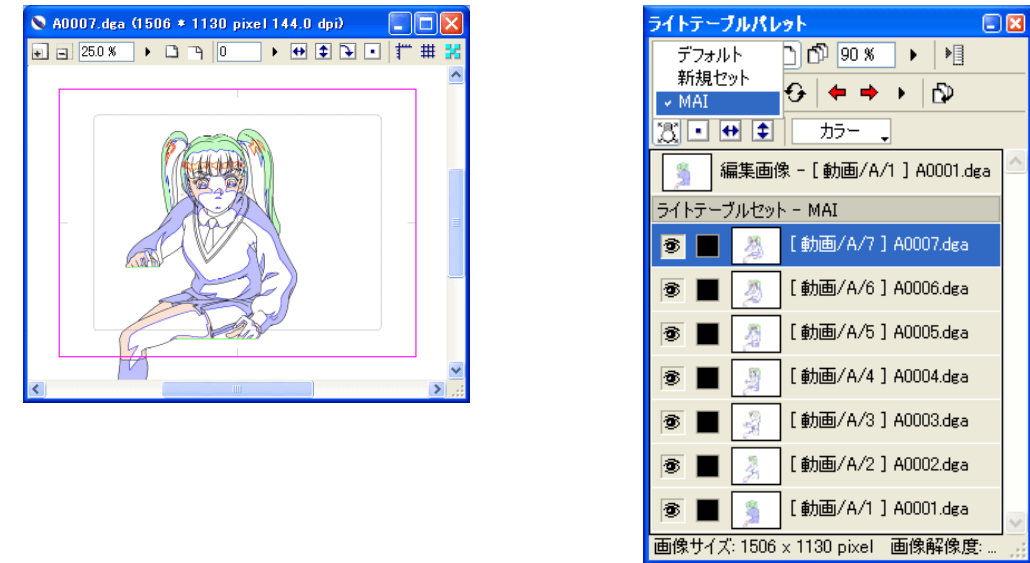 A0007.dga (1506 * 1130 pixel 144.0 dpi)
25.0 %
0
ライトテーブルパレット
デフォルト
新規セット
MAI
90 %
カラー
編集画像 - [ 動画/A/1 ] A0001.dga
ライトテーブルセット - MAI
[ 動画/A/7 ] A0007.dga
[ 動画/A/6 ] A0006.dga
[ 動画/A/5 ] A0005.dga
[ 動画/A/4 ] A0004.dga
[ 動画/A/3 ] A0003.dga
[ 動画/A/2 ] A0002.dga
[ 動画/A/1 ] A0001.dga
画像サイズ: 1506 x 1130 pixel 画像解像度: ...